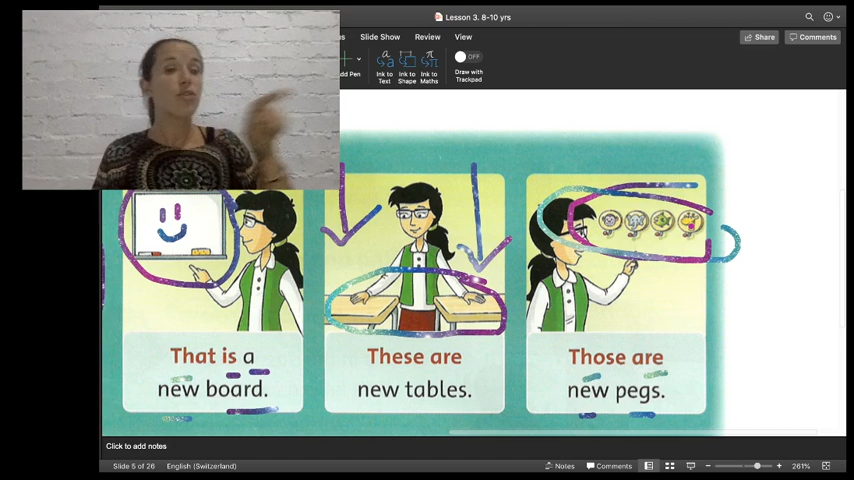 Lesson 3. 8-10 yrs
Slide Show Review View
Share Comments
Add Pen
Ink to Text
Ink to Shape
Ink to Maths
OFF
Draw with Trackpad
That is a
new board.
These are
new tables.
Those are
new pegs.
Click to add notes
Slide 5 of 26 English (Switzerland) Notes Comments 261%